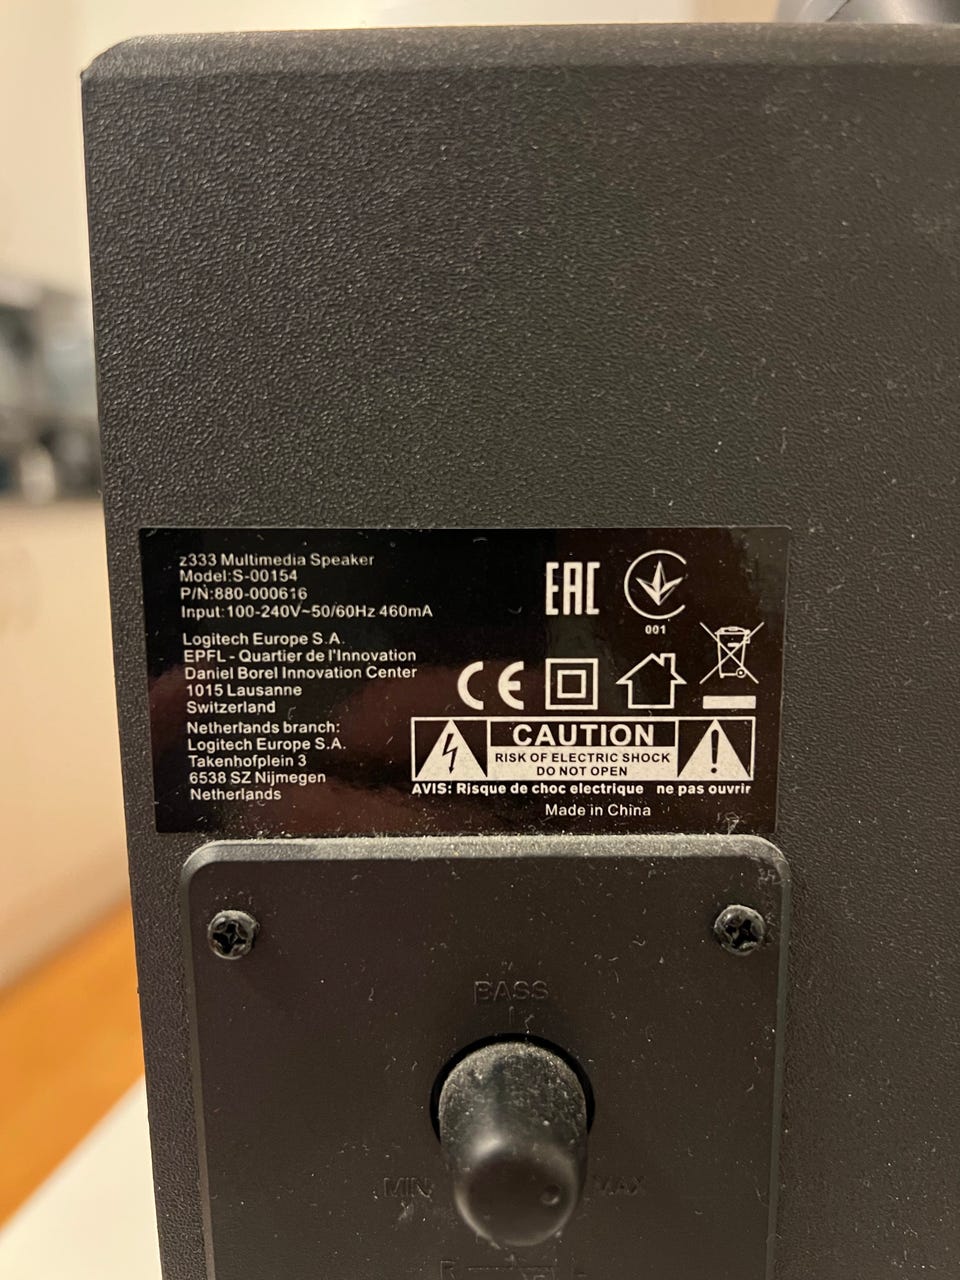 z333 Multimedia Speaker
Model:S-00154
P/N:880-000616
Input:100-240V~50/60Hz 460mA
Logitech Europe S.A.
EPFL - Quartier de l'Innovation
Daniel Borel Innovation Center
1015 Lausanne
Switzerland
Netherlands branch:
Logitech Europe S.A.
Takenhofplein 3
6538 SZ Nijmegen
Netherlands
EAC
001
CE
CAUTION
RISK OF ELECTRIC SHOCK
DO NOT OPEN
AVIS: Risque de choc electrique ne pas ouvrir
Made in China
BASS
MIN MAX